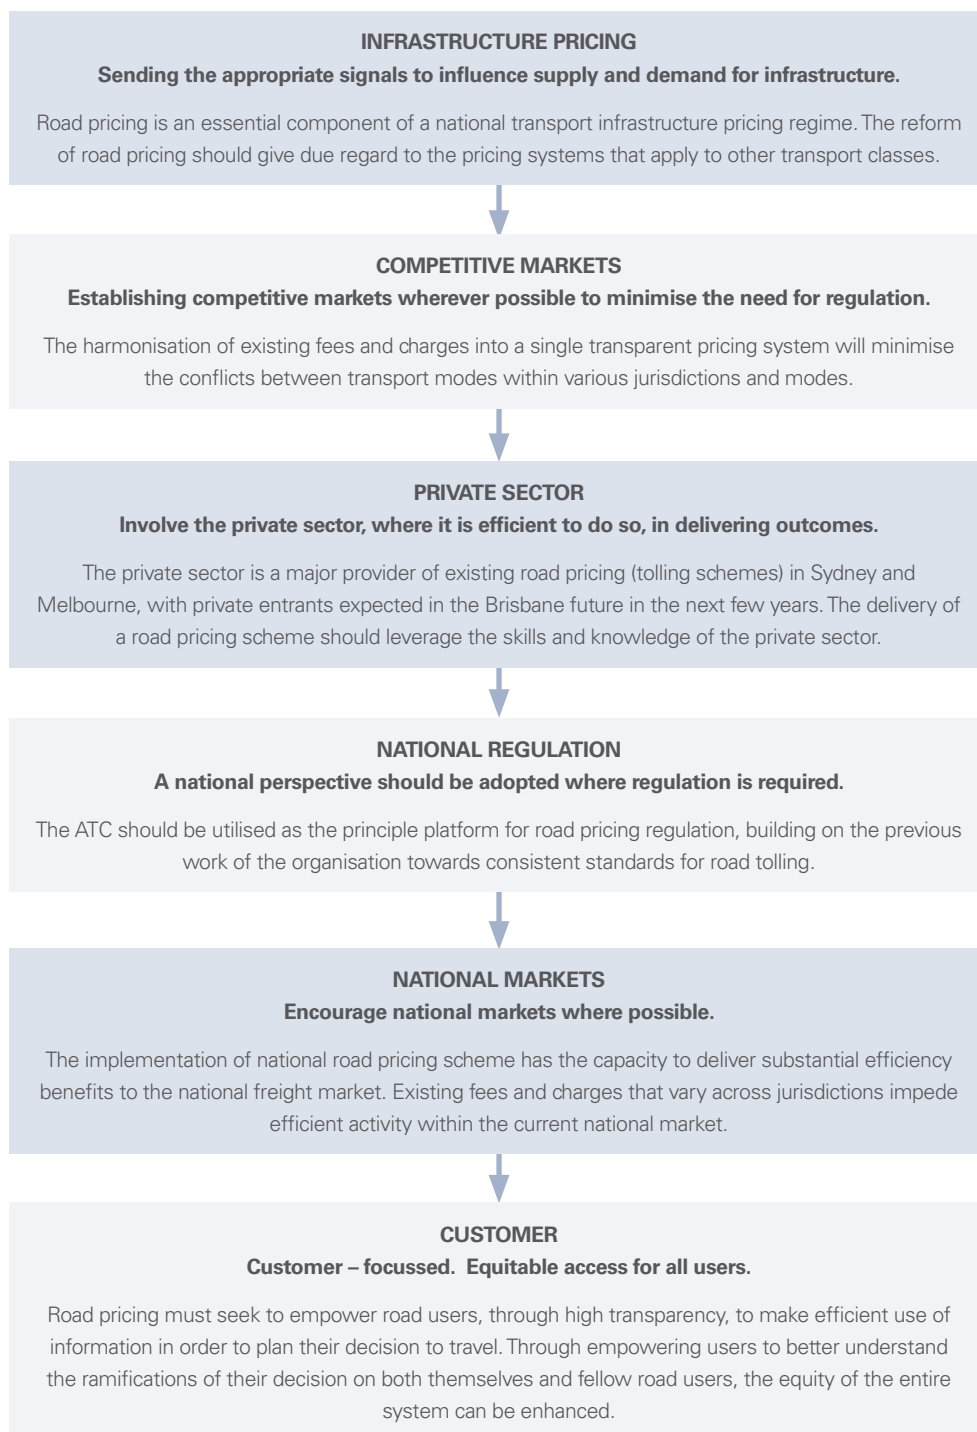 INFRASTRUCTURE PRICING
Sending the appropriate signals to influence supply and demand for infrastructure.
Road pricing is an essential component of a national transport infrastructure pricing regime. The reform
of road pricing should give due regard to the pricing systems that apply to other transport classes.
COMPETITIVE MARKETS
Establishing competitive markets wherever possible to minimise the need for regulation.
The harmonisation of existing fees and charges into a single transparent pricing system will minimise
the conflicts between transport modes within various jurisdictions and modes.
PRIVATE SECTOR
Involve the private sector, where it is efficient to do so, in delivering outcomes.
The private sector is a major provider of existing road pricing (tolling schemes) in Sydney and
Melbourne, with private entrants expected in the Brisbane future in the next few years. The delivery of
a road pricing scheme should leverage the skills and knowledge of the private sector.
NATIONAL REGULATION
A national perspective should be adopted where regulation is required.
The ATC should be utilised as the principle platform for road pricing regulation, building on the previous
work of the organisation towards consistent standards for road tolling.
NATIONAL MARKETS
Encourage national markets where possible.
The implementation of national road pricing scheme has the capacity to deliver substantial efficiency
benefits to the national freight market. Existing fees and charges that vary across jurisdictions impede
efficient activity within the current national market.
CUSTOMER
Customer – focussed. Equitable access for all users.
Road pricing must seek to empower road users, through high transparency, to make efficient use of
information in order to plan their decision to travel. Through empowering users to better understand
the ramifications of their decision on both themselves and fellow road users, the equity of the entire
system can be enhanced.